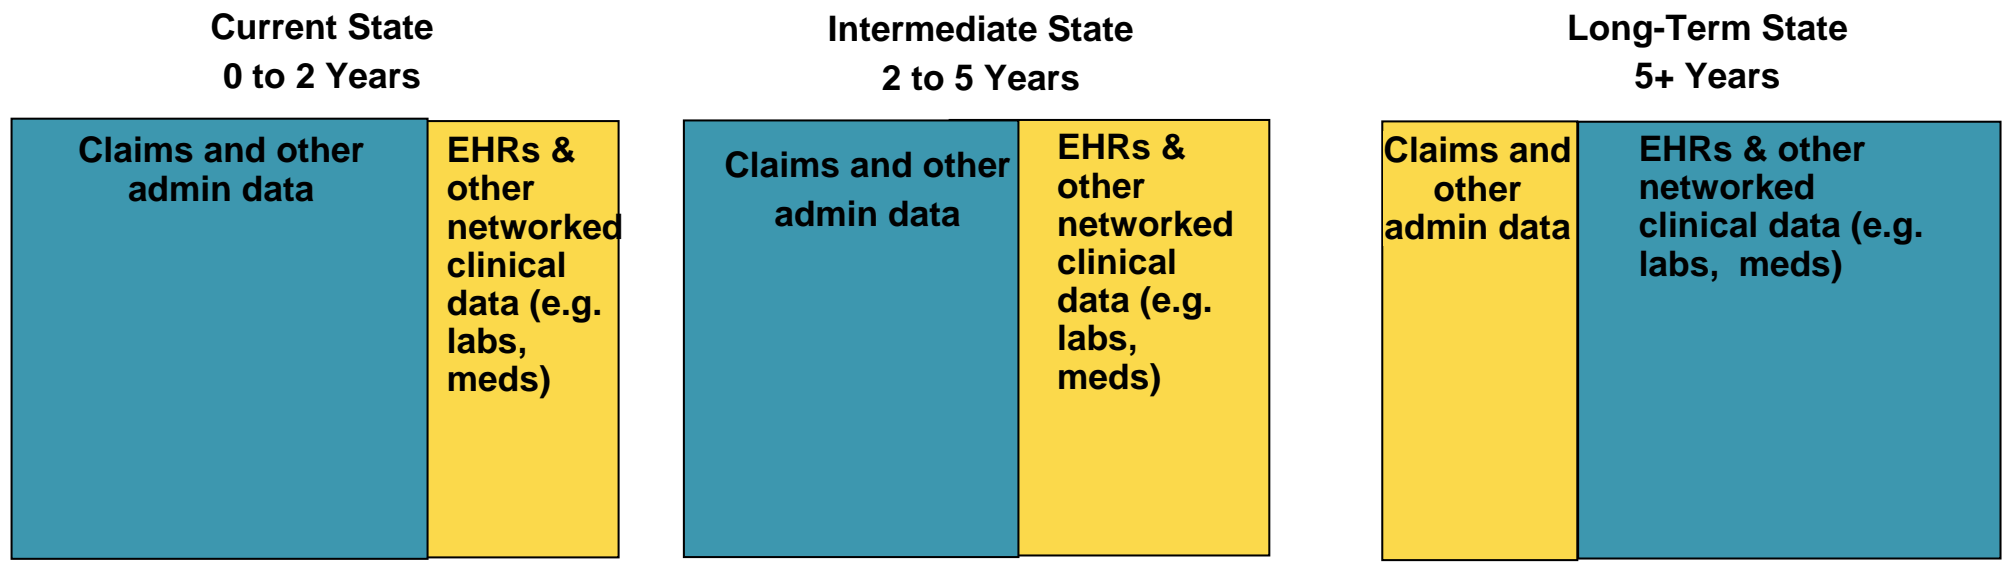 Current State
0 to 2 Years
Claims and other
admin data
EHRs &
other
networked
clinical
data (e.g.
labs,
meds)
Intermediate State
2 to 5 Years
Claims and other
admin data
EHRs &
other
networked
clinical
data (e.g.
labs,
meds)
Long-Term State
5+ Years
Claims and
other
admin data
EHRs & other
networked
clinical data (e.g.
labs,  meds)